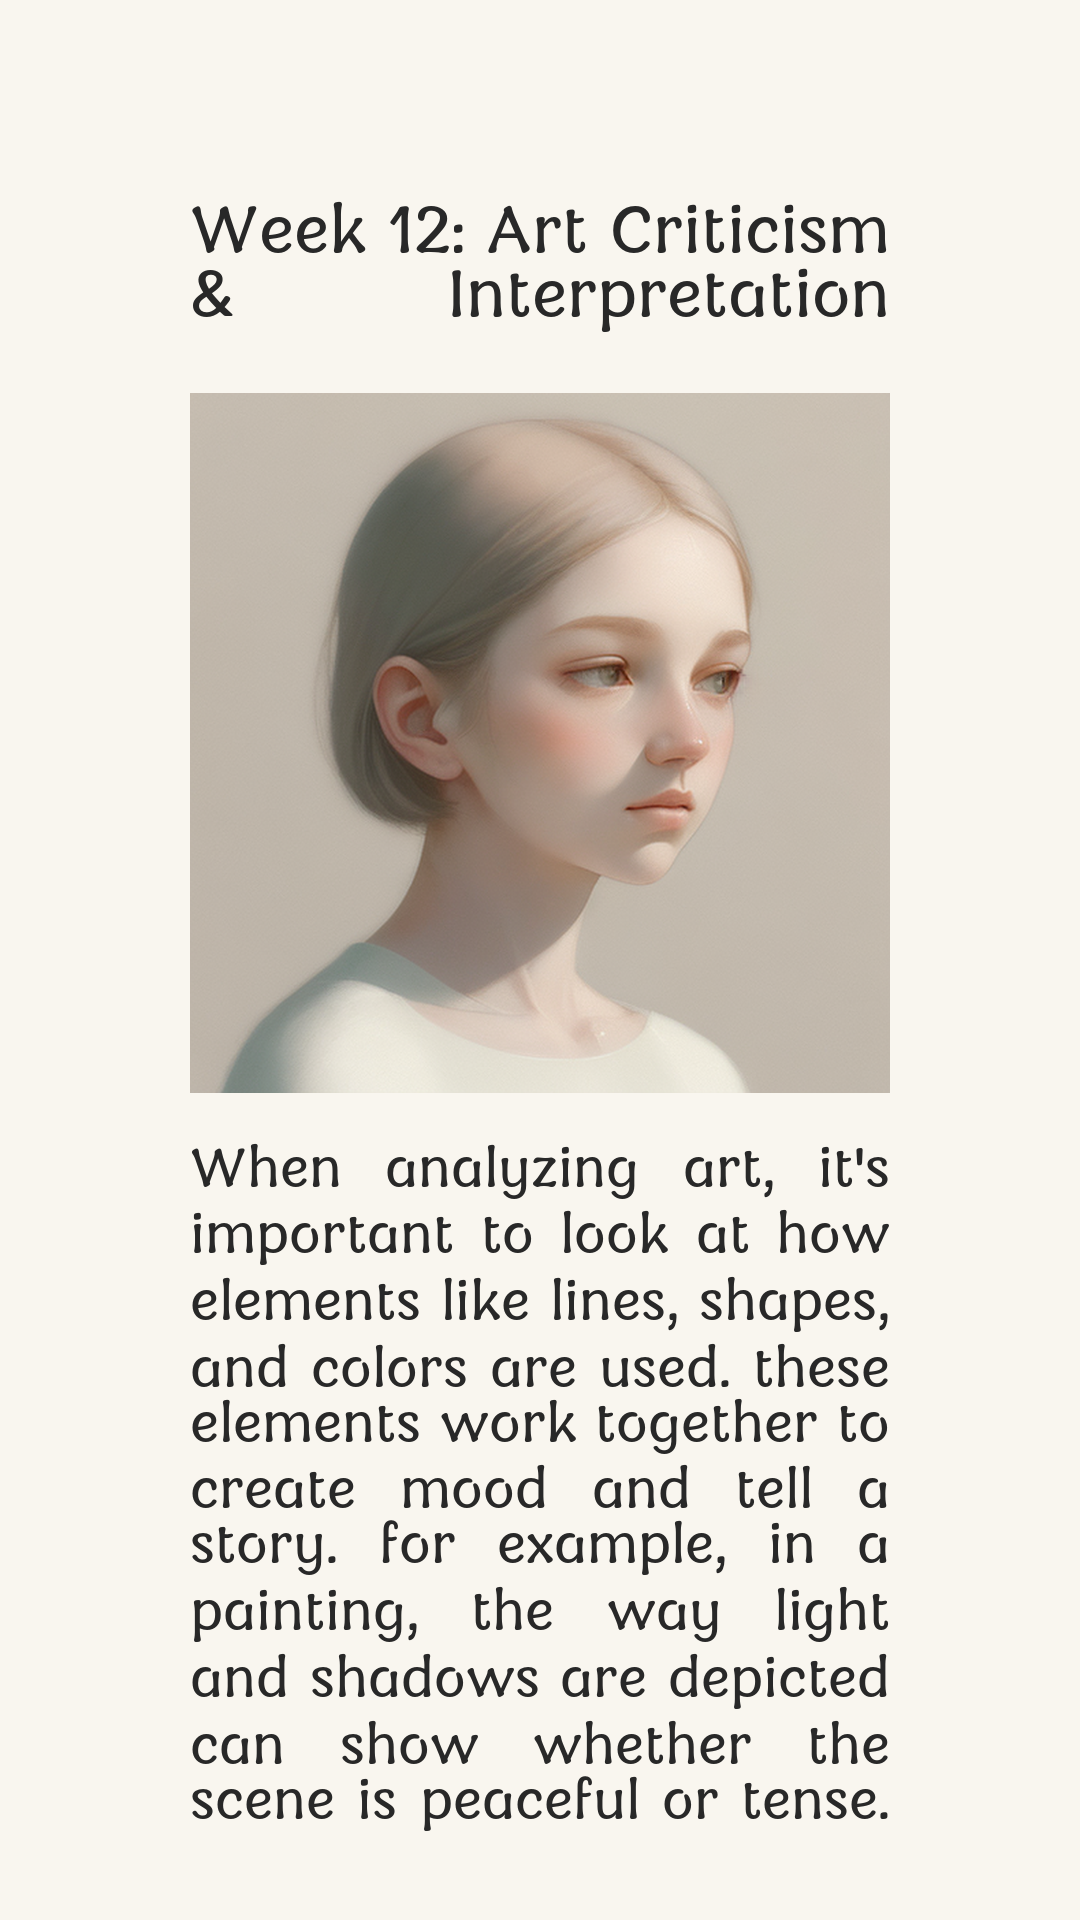 Week 12: Art Criticism
& Interpretation
When analyzing art, it's
important to look at how
elements like lines, shapes,
and colors are used. these
elements work together to
create mood and tell a
story. for example, in a
painting, the way light
and shadows are depicted
can show whether the
scene is peaceful or tense.